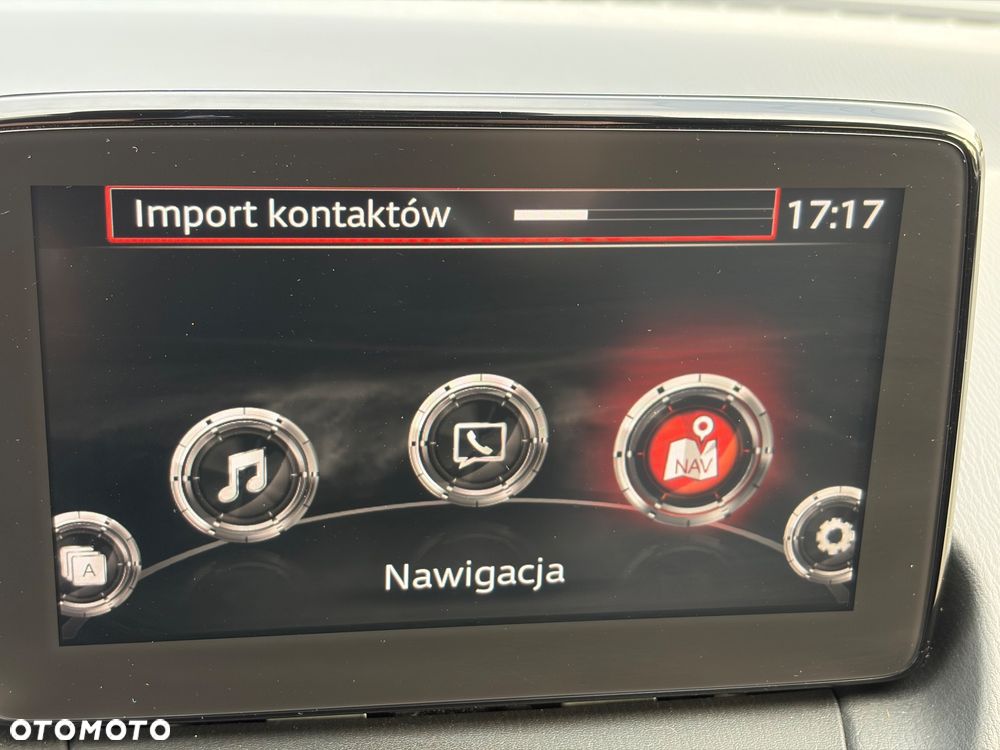 Import kontaktów
17:17
A
NAV
Nawigacja
OTOMOTO